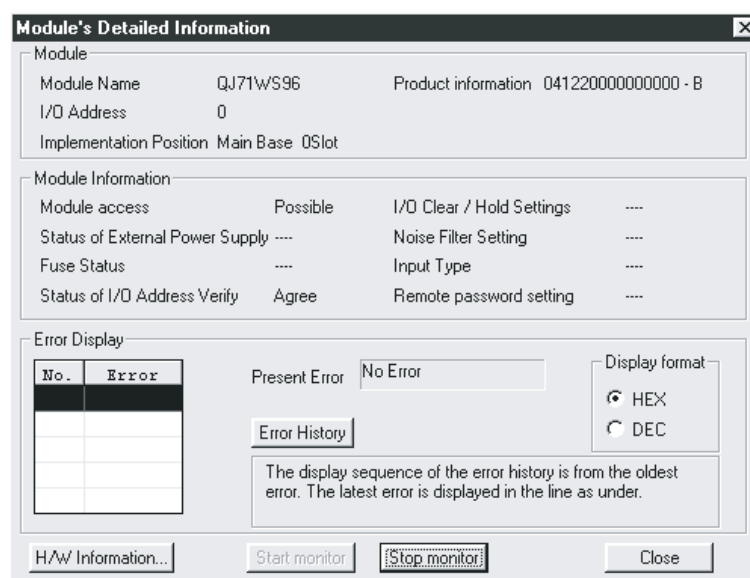 Module's Detailed Information
Module
Module Name QJ71WS96 Product information 041220000000000 - B
I/O Address 0
Implementation Position Main Base 0Slot
Module Information
Module access Possible I/O Clear / Hold Settings ----
Status of External Power Supply ---- Noise Filter Setting ----
Fuse Status ---- Input Type ----
Status of I/O Address Verify Agree Remote password setting ----
Error Display
No. Error
Present Error No Error
Display format
HEX
DEC
Error History
The display sequence of the error history is from the oldest
error. The latest error is displayed in the line as under.
H/W Information... Start monitor Stop monitor Close